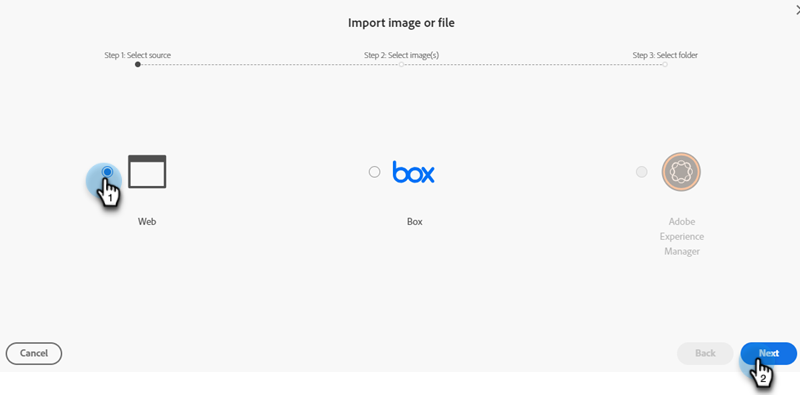 Import image or file
Step 1: Select source
Step 2: Select image(s)
Step 3: Select folder
1
box
Web
Box
Adobe
Experience
Manager
Cancel
Back
Next
2